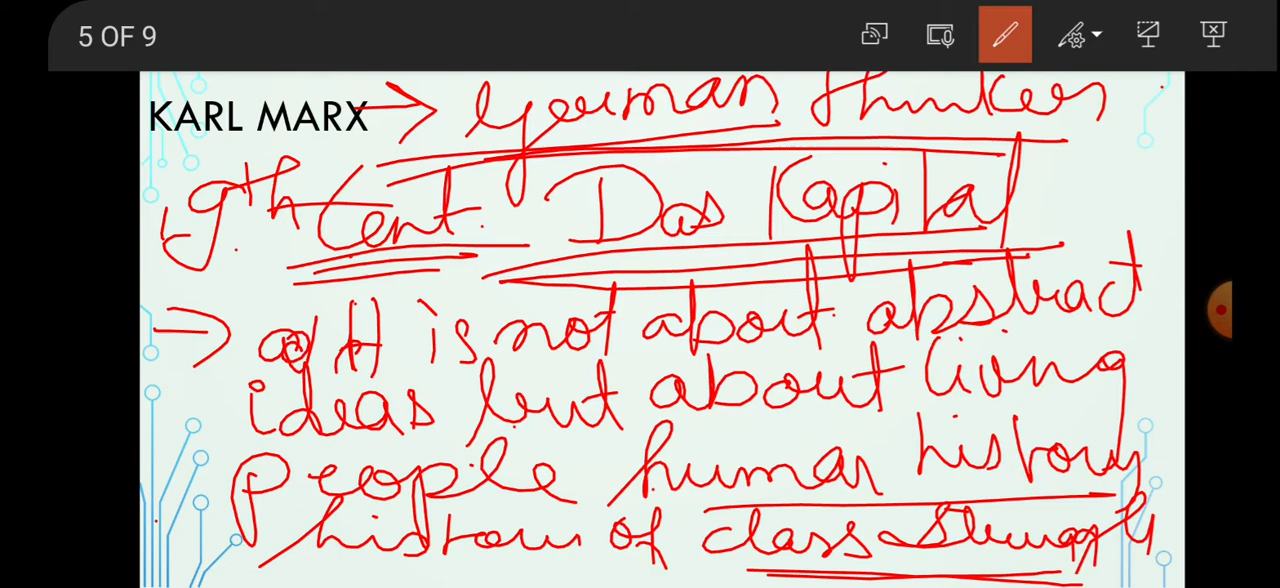 5 OF 9
KARL MARX → German thinker
19th Cent. Das Kapital
→ It is not about abstract
ideas but about living
people human history
history of class struggle